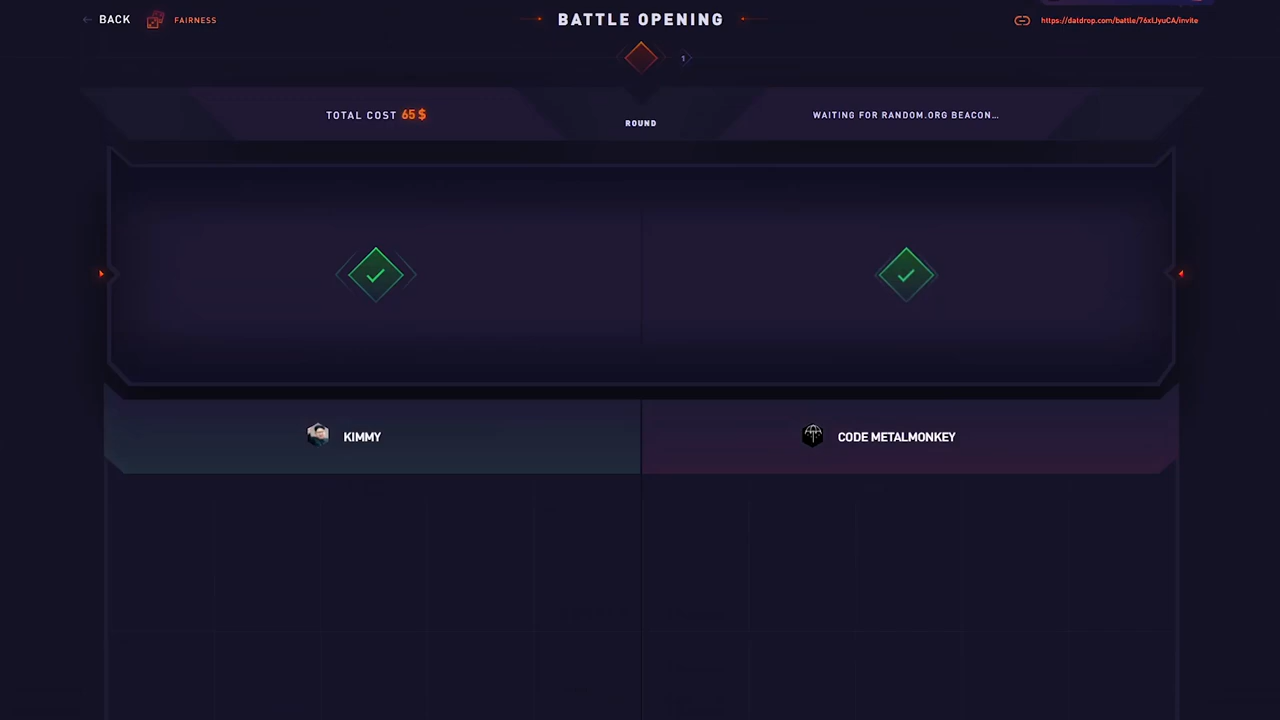 BACK
FAIRNESS
BATTLE OPENING
https://datdrop.com/battle/76xIJyuCA/invite
1
TOTAL COST 65 $
ROUND
WAITING FOR RANDOM.ORG BEACON...
KIMMY
CODE METALMONKEY